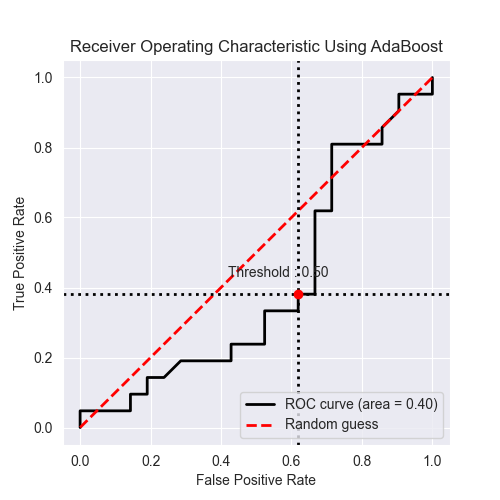 Receiver Operating Characteristic Using AdaBoost
True Positive Rate
1.0
0.8
0.6
0.4
0.2
0.0
Threshold : 0.50
ROC curve (area = 0.40)
Random guess
0.0 0.2 0.4 0.6 0.8 1.0
False Positive Rate